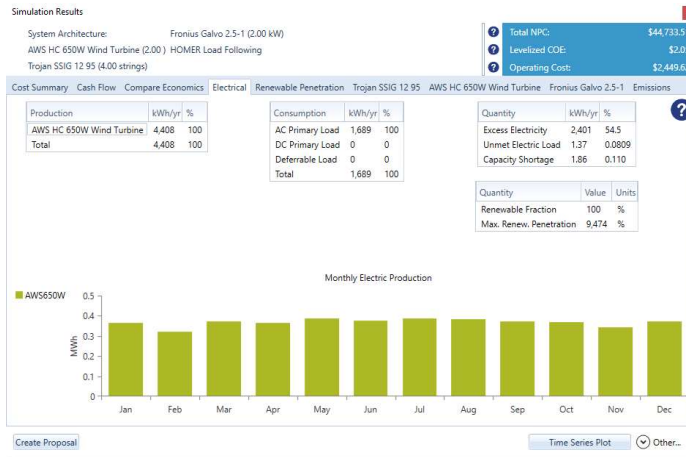 Simulation Results
System Architecture: Fronius Galvo 2.5-1 (2.00 kW)
AWS HC 650W Wind Turbine (2.00 ) HOMER Load Following
Trojan SSIG 12 95 (4.00 strings)
Total NPC: $44,733.5
Levelized COE: $2.0
Operating Cost: $2,449.6
Cost Summary Cash Flow Compare Economics Electrical Renewable Penetration Trojan SSIG 12 95 AWS HC 650W Wind Turbine Fronius Galvo 2.5-1 Emissions
Production kWh/yr %
AWS HC 650W Wind Turbine 4,408 100
Total 4,408 100
Consumption kWh/yr %
AC Primary Load 1,689 100
DC Primary Load 0 0
Deferrable Load 0 0
Total 1,689 100
Quantity kWh/yr %
Excess Electricity 2,401 54.5
Unmet Electric Load 1.37 0.0809
Capacity Shortage 1.86 0.110
Quantity Value Units
Renewable Fraction 100 %
Max. Renew. Penetration 9,474 %
Monthly Electric Production
AWS650W
MWh
0.5
0.4
0.3
0.2
0.1
0
Jan Feb Mar Apr May Jun Jul Aug Sep Oct Nov Dec
Create Proposal Time Series Plot Other...